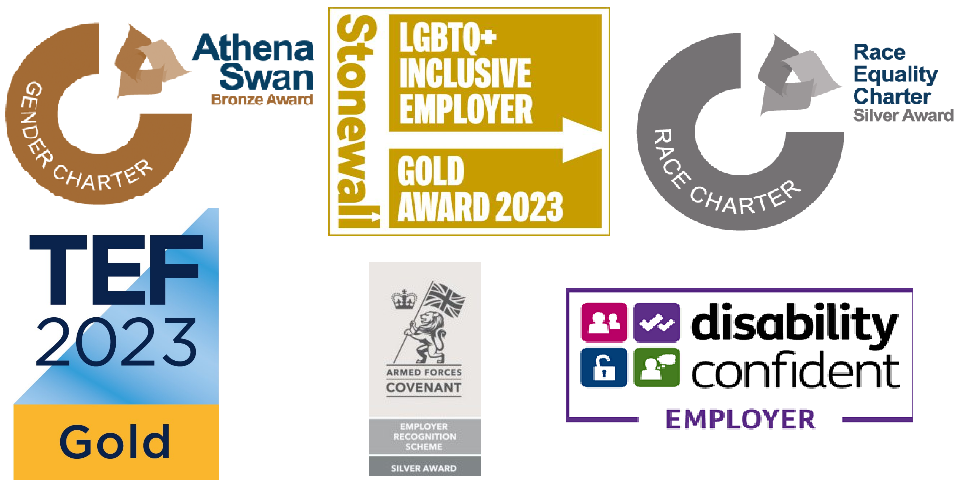 GENDER CHARTER
Athena
Swan
Bronze Award
Stonewall
LGBTQ+
INCLUSIVE
EMPLOYER
GOLD
AWARD 2023
RACE CHARTER
Race
Equality
Charter
Silver Award
TEF
2023
Gold
ARMED FORCES
COVENANT
EMPLOYER
RECOGNITION
SCHEME
SILVER AWARD
disability
confident
EMPLOYER